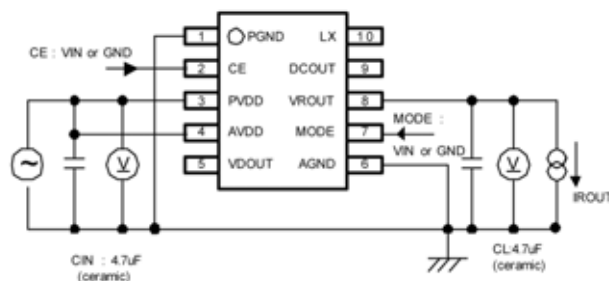 1 PGND LX 10
CE : VIN or GND
2 CE DCOUT 9
3 PVDD VROUT 8
MODE :
4 AVDD MODE 7
VIN or GND
5 VDOUT AGND 6
IROUT
CIN : 4.7uF
(ceramic)
CL:4.7uF
(ceramic)
~
V
V